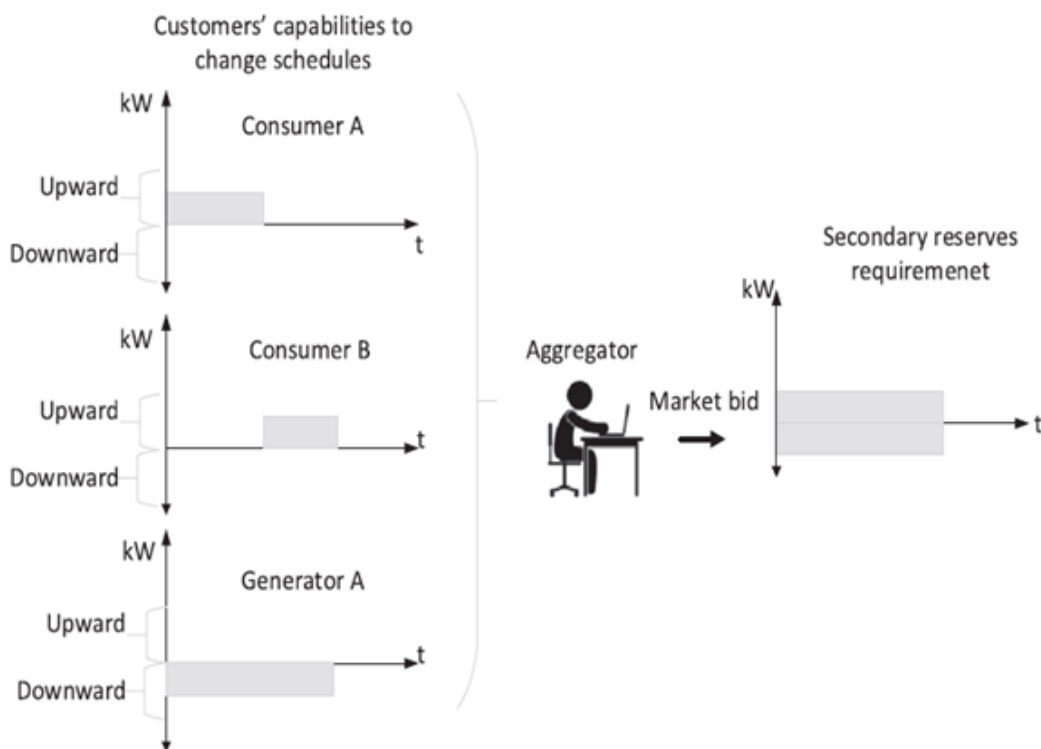 Customers' capabilities to
change schedules
kW
Consumer A
Upward
Downward
t
kW
Consumer B
Upward
Downward
t
kW
Generator A
Upward
Downward
t
Aggregator
Market bid
Secondary reserves
requiremenet
kW
t